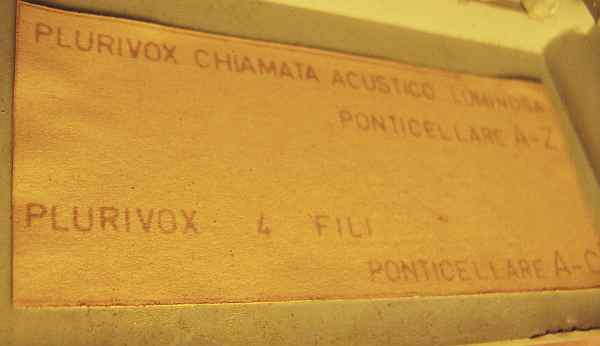 PLURIVOX CHIAMATA ACUSTICO LUMINOSA
PONTICELLARE A-Z
PLURIVOX 4 FILI
PONTICELLARE A-C